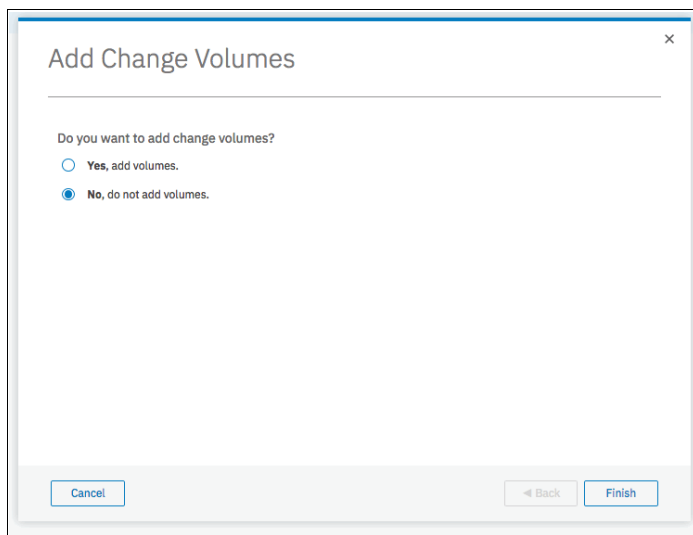 Add Change Volumes
Do you want to add change volumes?
Yes, add volumes.
No, do not add volumes.
Cancel
Back
Finish